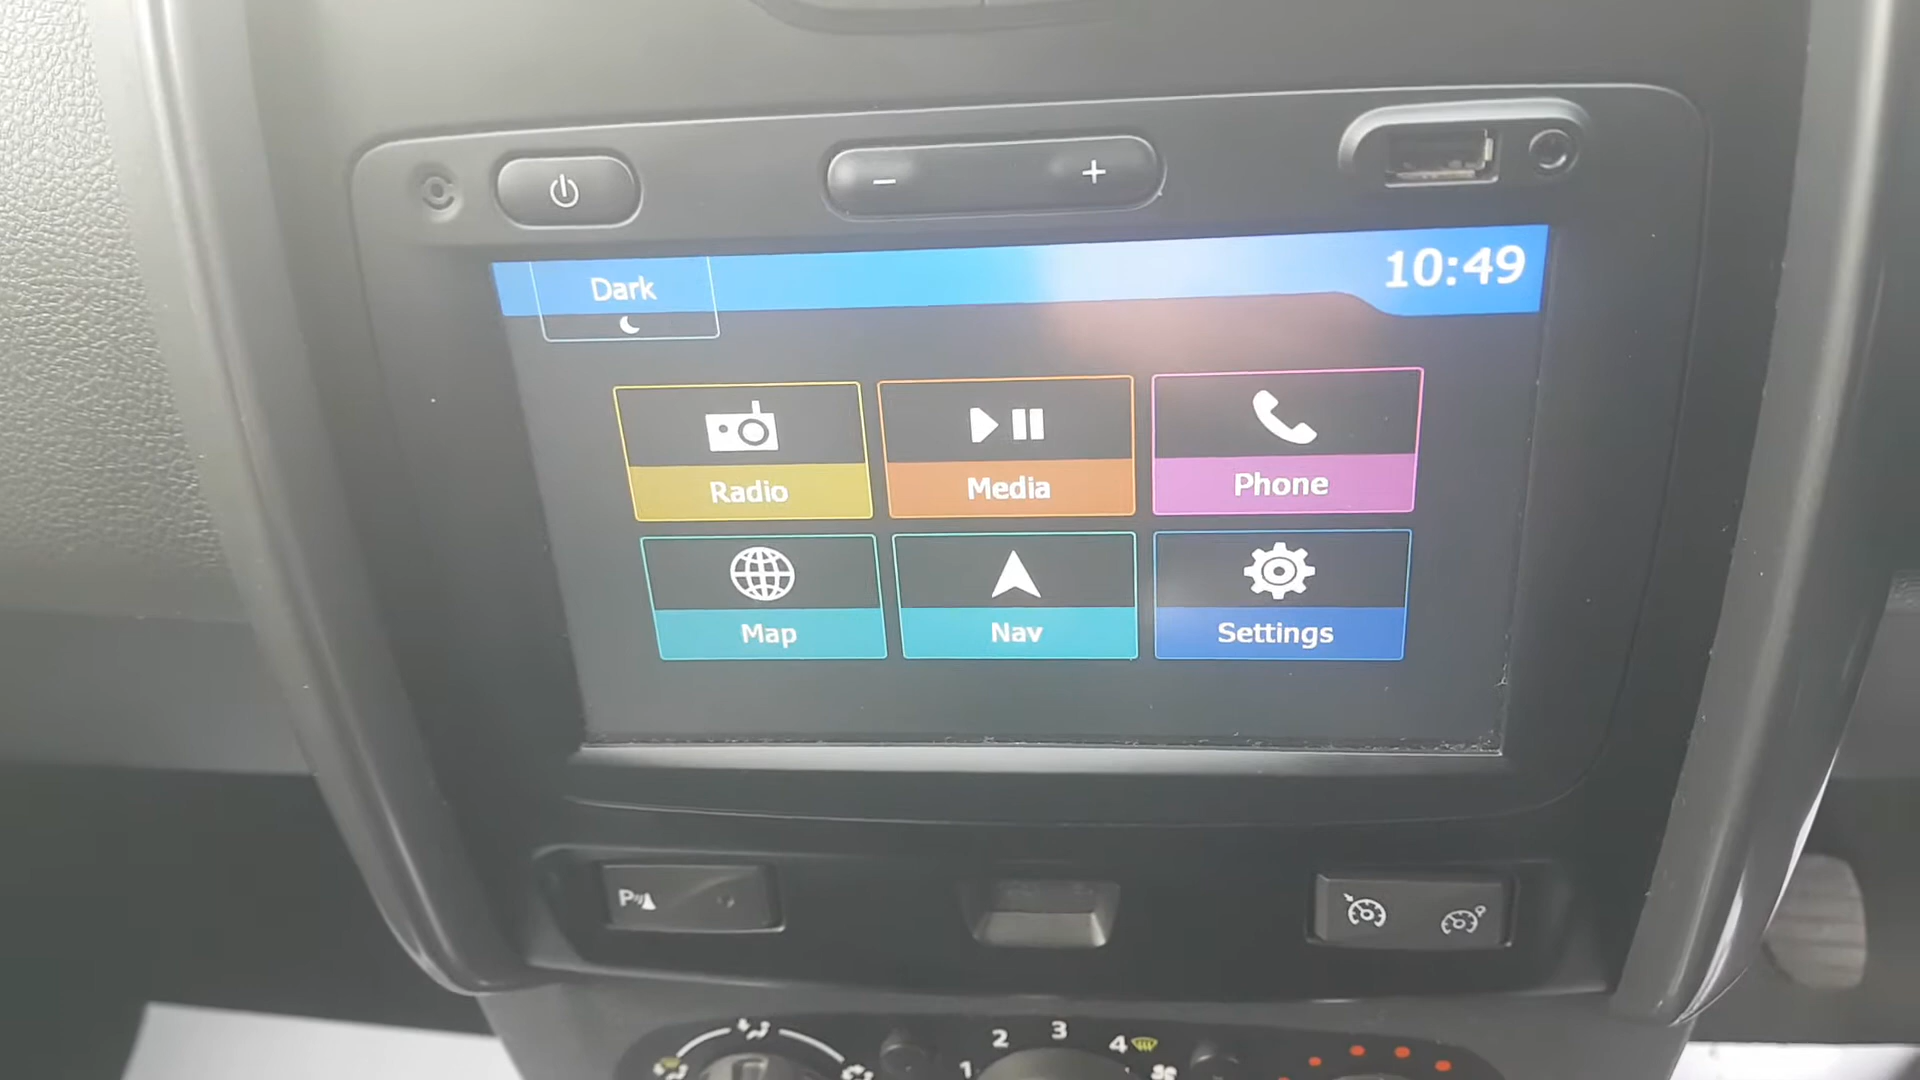 − +
Dark 10:49
Radio Media Phone
Map Nav Settings
P
1 2 3 4